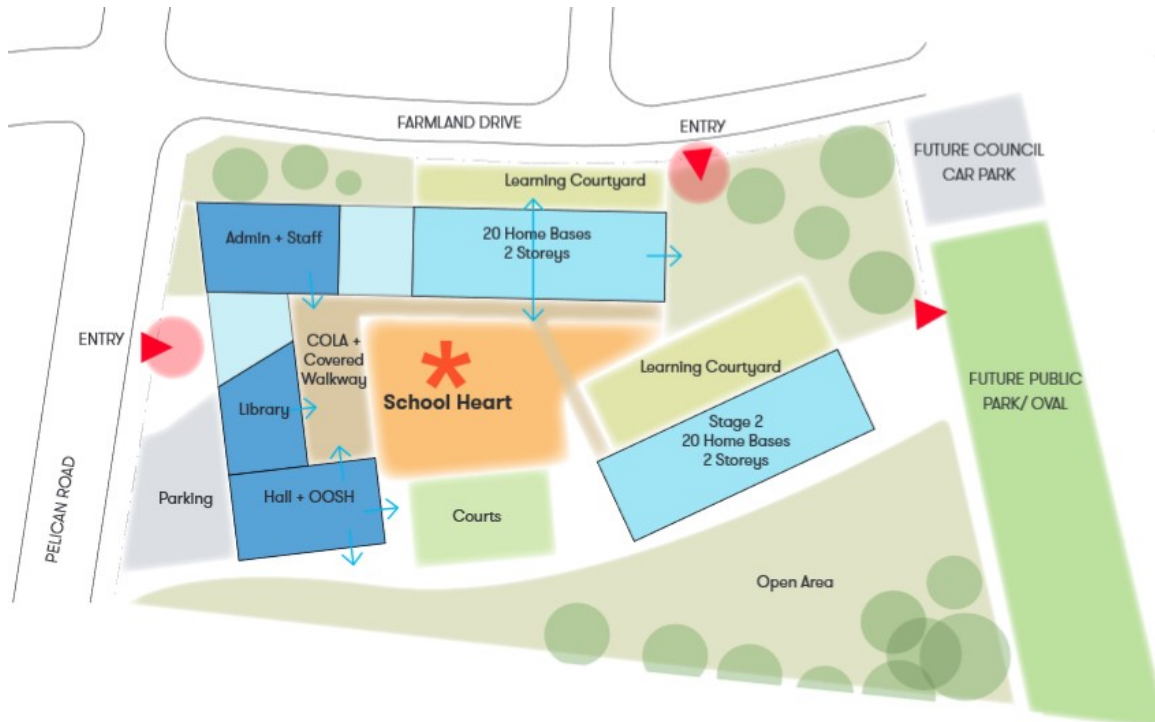 FARMLAND DRIVE
ENTRY
FUTURE COUNCIL
CAR PARK
Learning Courtyard
Admin + Staff
20 Home Bases
2 Storeys
ENTRY
COLA +
Covered
Walkway
School Heart
Learning Courtyard
FUTURE PUBLIC
PARK/ OVAL
Library
Stage 2
20 Home Bases
2 Storeys
PELICAN ROAD
Parking
Hall + OOSH
Courts
Open Area